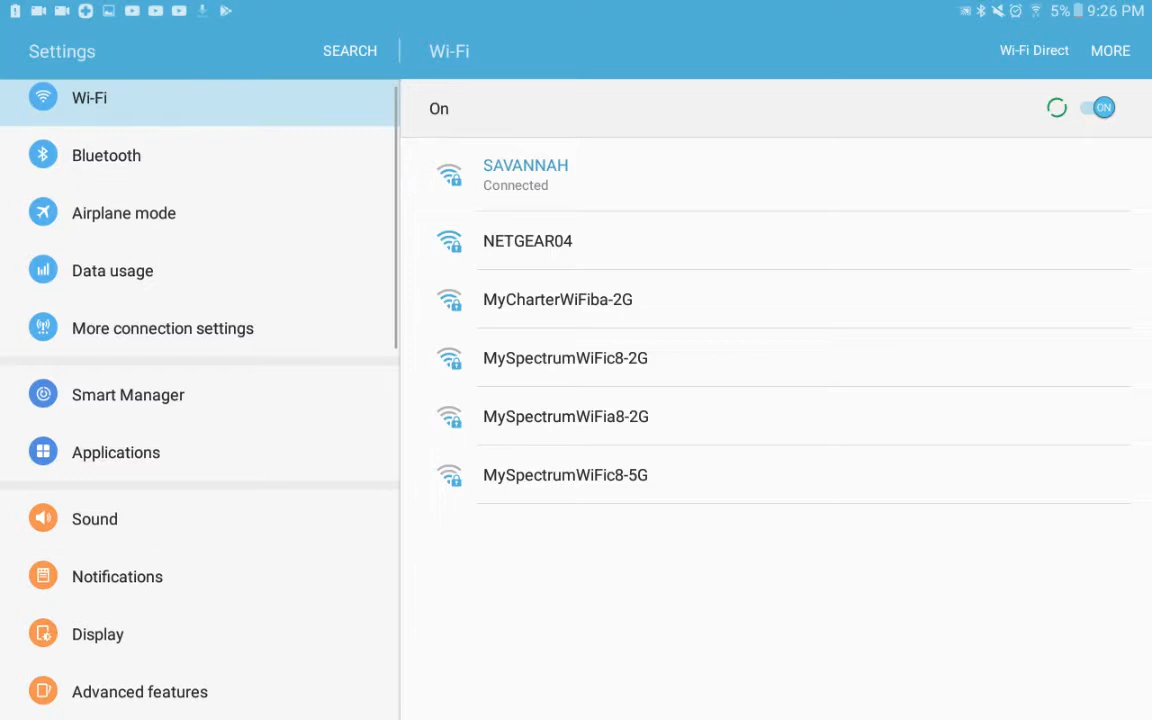 5% 9:26 PM
Settings
SEARCH
Wi-Fi
Wi-Fi Direct
MORE
Wi-Fi
Bluetooth
Airplane mode
Data usage
More connection settings
Smart Manager
Applications
Sound
Notifications
Display
Advanced features
On
ON
SAVANNAH
Connected
NETGEAR04
MyCharterWiFiba-2G
MySpectrumWiFic8-2G
MySpectrumWiFia8-2G
MySpectrumWiFic8-5G